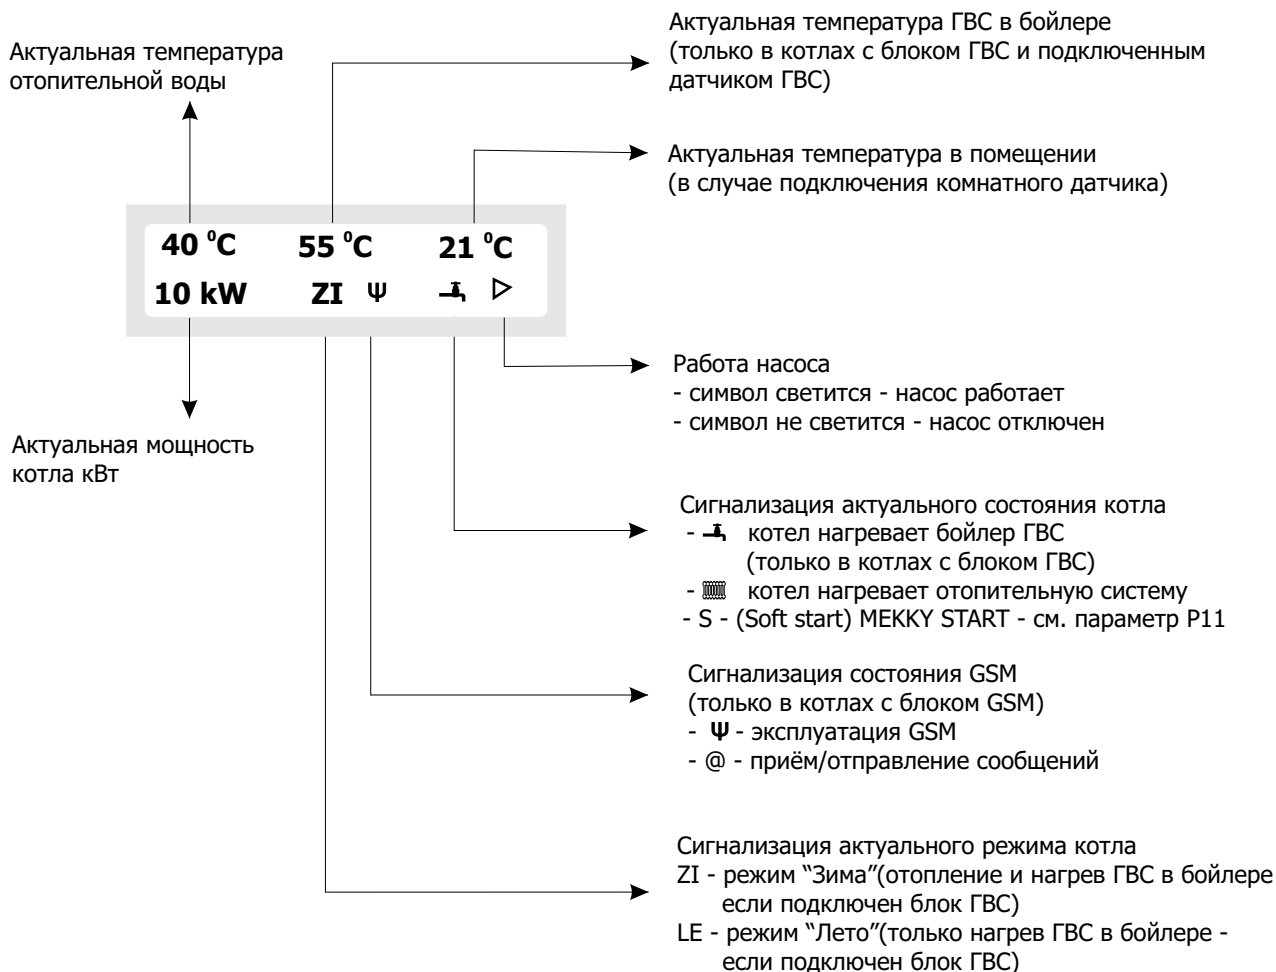 Актуальная температура ГВС в бойлере
(только в котлах с блоком ГВС и подключенным
датчиком ГВС)
Актуальная температура
отопительной воды
Актуальная температура в помещении
(в случае подключения комнатного датчика)
40 ⁰C 55 ⁰C 21 ⁰C
10 kW ZI Ψ
Работа насоса
- символ светится - насос работает
- символ не светится - насос отключен
Актуальная мощность
котла кВт
Сигнализация актуального состояния котла
- котел нагревает бойлер ГВС
(только в котлах с блоком ГВС)
- котел нагревает отопительную систему
- S - (Soft start) MEKKY START - см. параметр P11
Сигнализация состояния GSM
(только в котлах с блоком GSM)
- Ψ - эксплуатация GSM
- @ - приём/отправление сообщений
Сигнализация актуального режима котла
ZI - режим “Зима”(отопление и нагрев ГВС в бойлере
если подключен блок ГВС)
LE - режим “Лето”(только нагрев ГВС в бойлере -
если подключен блок ГВС)